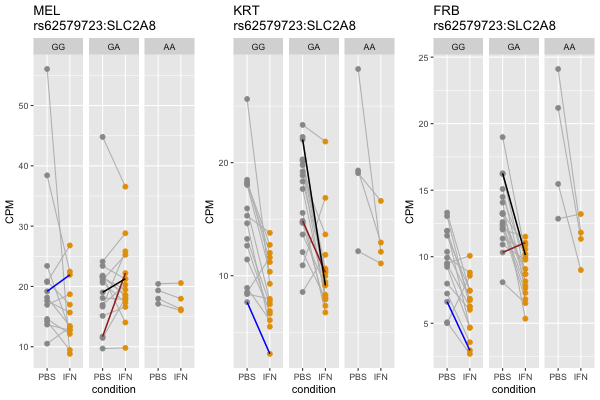 MEL
rs62579723:SLC2A8
GG GA AA
CPM
50
40
30
20
10
PBS IFN PBS IFN PBS IFN
condition
KRT
rs62579723:SLC2A8
GG GA AA
CPM
20
10
PBS IFN PBS IFN PBS IFN
condition
FRB
rs62579723:SLC2A8
GG GA AA
CPM
25
20
15
10
5
PBS IFN PBS IFN PBS IFN
condition